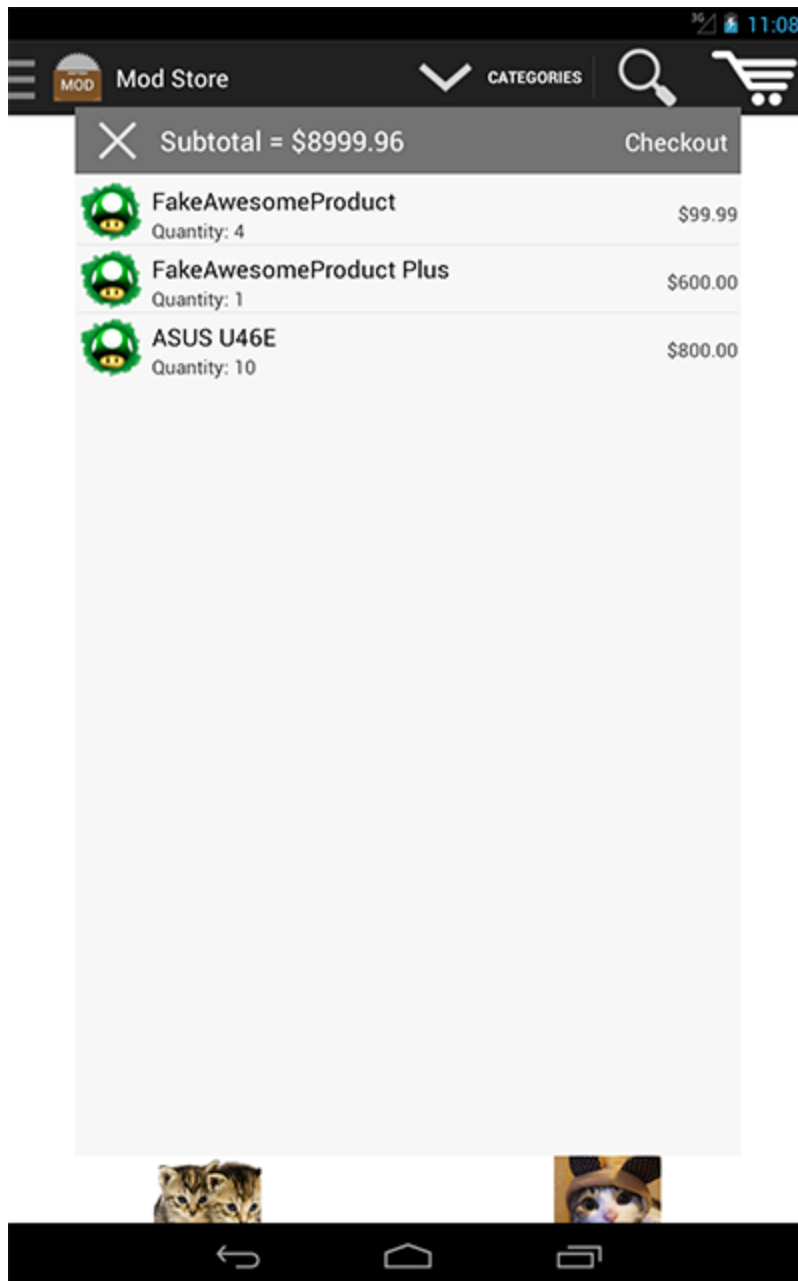 3G 11:08
MOD Mod Store CATEGORIES
Subtotal = $8999.96 Checkout
FakeAwesomeProduct
Quantity: 4
$99.99
FakeAwesomeProduct Plus
Quantity: 1
$600.00
ASUS U46E
Quantity: 10
$800.00